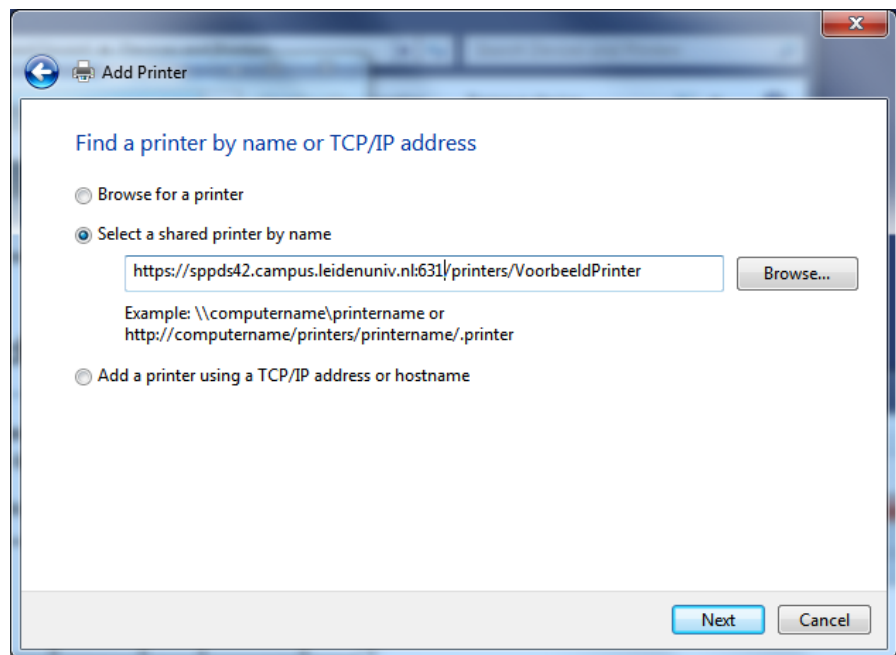 Add Printer
Find a printer by name or TCP/IP address
Browse for a printer
Select a shared printer by name
https://sppds42.campus.leidenuniv.nl:631/printers/VoorbeeldPrinter
Browse...
Example: \\computername\printername or
http://computername/printers/printername/.printer
Add a printer using a TCP/IP address or hostname
Next
Cancel